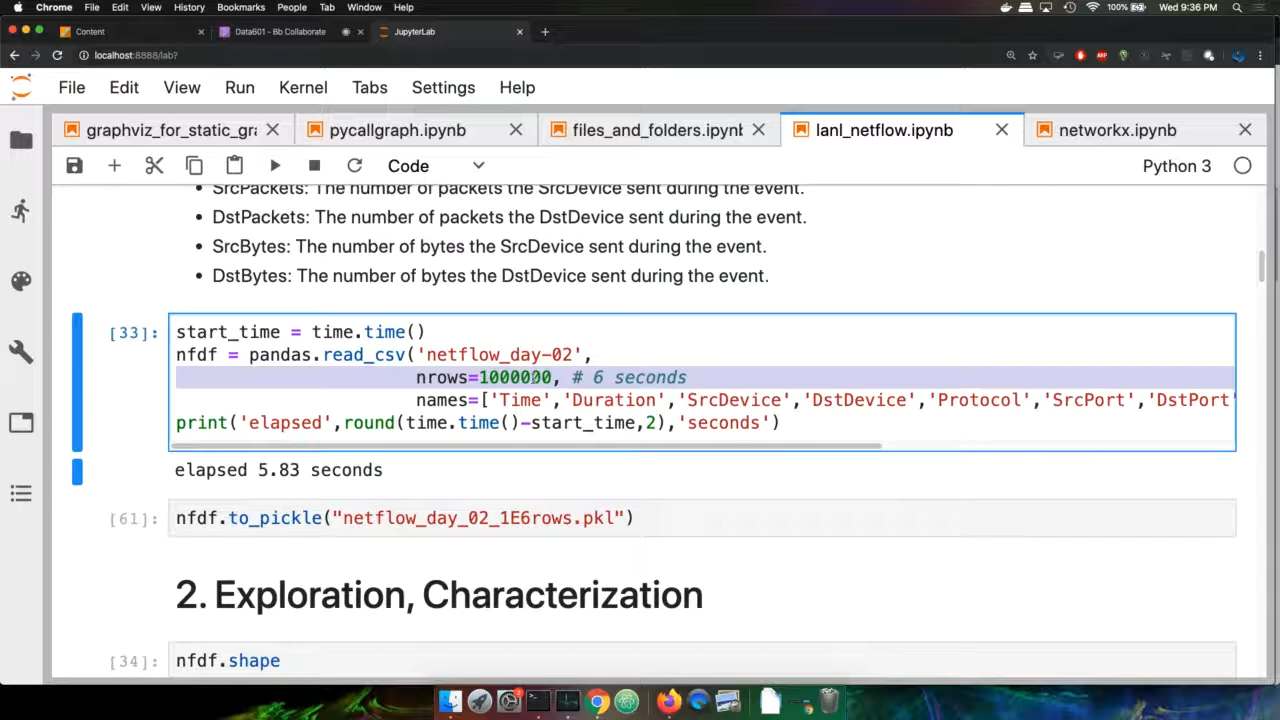 Chrome File Edit View History Bookmarks People Tab Window Help 100% Wed 9:36 PM
Content Data601 - Bb Collaborate JupyterLab
localhost:8888/lab?
File Edit View Run Kernel Tabs Settings Help
graphviz_for_static_gra pycallgraph.ipynb files_and_folders.ipynb lanl_netflow.ipynb networkx.ipynb
Code Python 3
• SrcPackets: The number of packets the SrcDevice sent during the event.
• DstPackets: The number of packets the DstDevice sent during the event.
• SrcBytes: The number of bytes the SrcDevice sent during the event.
• DstBytes: The number of bytes the DstDevice sent during the event.
[33]: start_time = time.time()
nfdf = pandas.read_csv('netflow_day-02',
nrows=1000000, # 6 seconds
names=['Time','Duration','SrcDevice','DstDevice','Protocol','SrcPort','DstPort'
print('elapsed',round(time.time()-start_time,2),'seconds')
elapsed 5.83 seconds
[61]: nfdf.to_pickle("netflow_day_02_1E6rows.pkl")
2. Exploration, Characterization
[34]: nfdf.shape